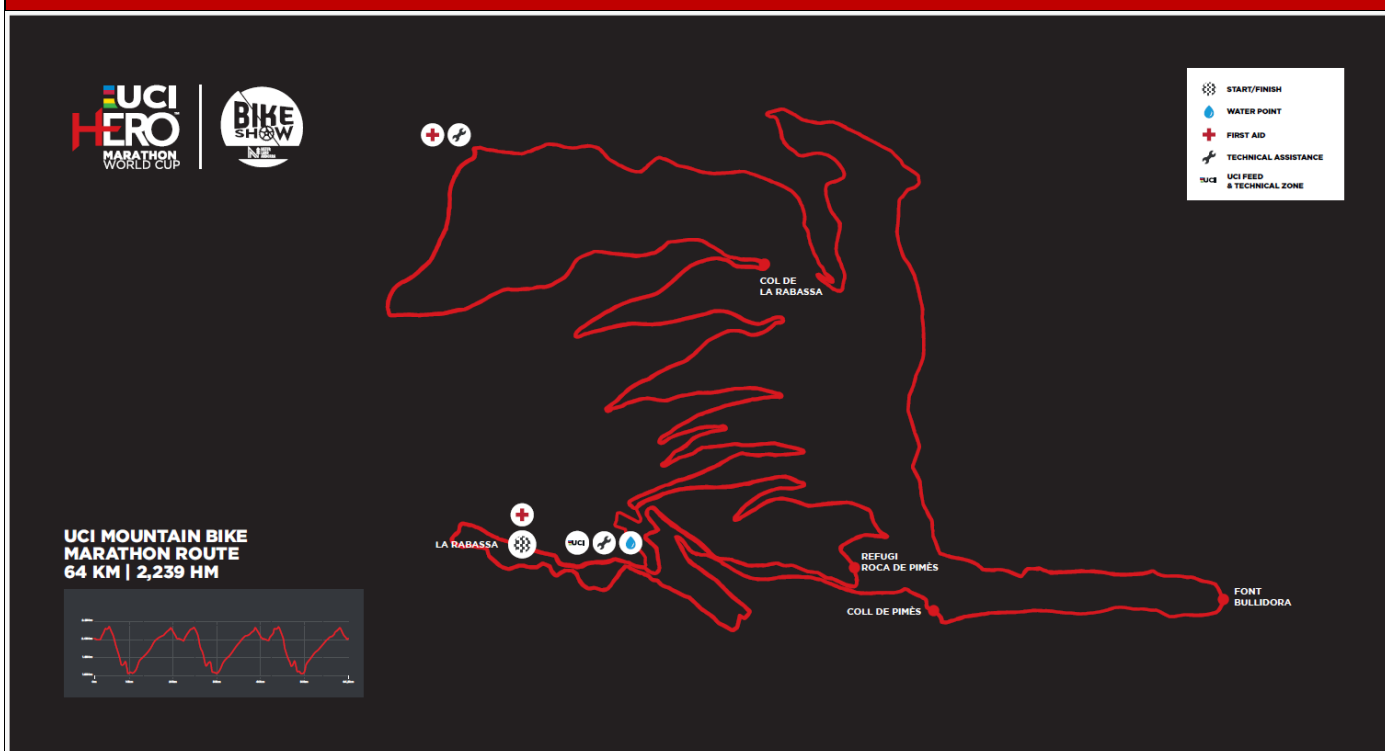 UCI
HERO
MARATHON
WORLD CUP
BIKE
SHOW
START/FINISH
WATER POINT
FIRST AID
TECHNICAL ASSISTANCE
UCI
UCI FEED
& TECHNICAL ZONE
COL DE
LA RABASSA
LA RABASSA
UCI
REFUGI
ROCA DE PIMÈS
COLL DE PIMÈS
FONT
BULLIDORA
UCI MOUNTAIN BIKE
MARATHON ROUTE
64 KM | 2,239 HM